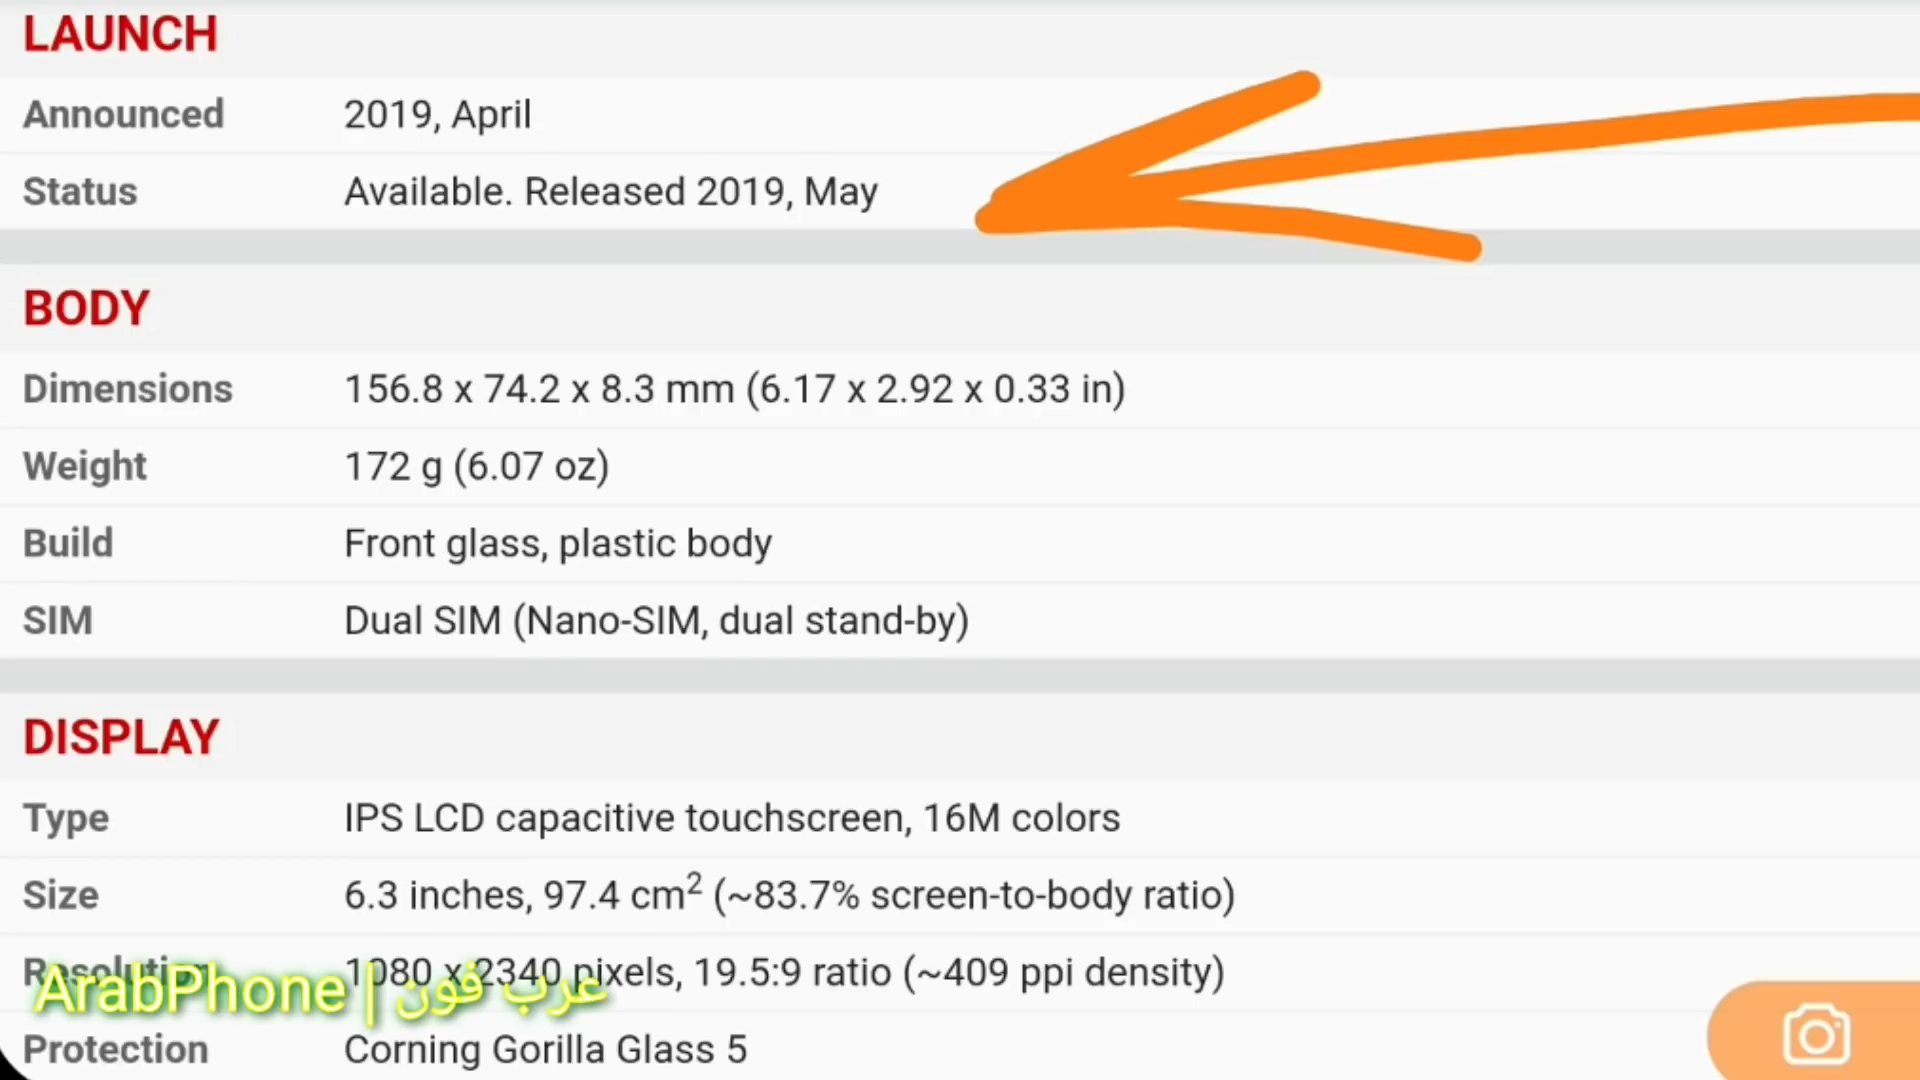 LAUNCH
Announced 2019, April
Status Available. Released 2019, May
BODY
Dimensions 156.8 x 74.2 x 8.3 mm (6.17 x 2.92 x 0.33 in)
Weight 172 g (6.07 oz)
Build Front glass, plastic body
SIM Dual SIM (Nano-SIM, dual stand-by)
DISPLAY
Type IPS LCD capacitive touchscreen, 16M colors
Size 6.3 inches, 97.4 cm² (~83.7% screen-to-body ratio)
Resolution 1080 x 2340 pixels, 19.5:9 ratio (~409 ppi density)
ArabPhone | عرب فون
Protection Corning Gorilla Glass 5